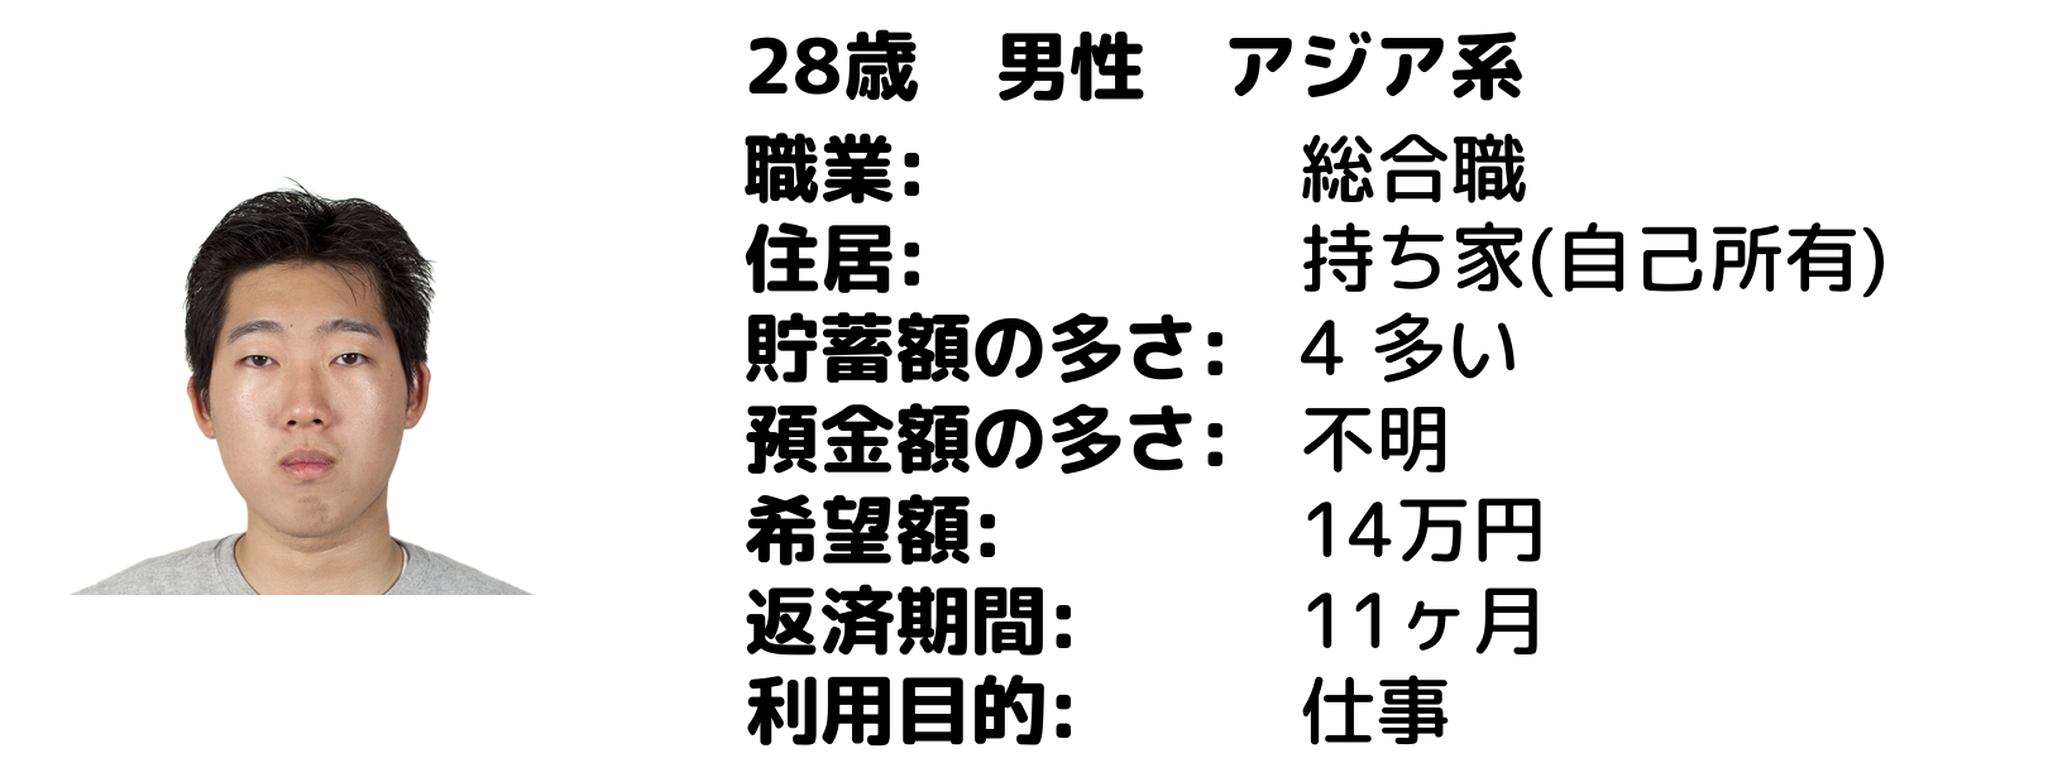 28歳　男性　アジア系
職業: 総合職
住居: 持ち家(自己所有)
貯蓄額の多さ: 4 多い
預金額の多さ: 不明
希望額: 14万円
返済期間: 11ヶ月
利用目的: 仕事